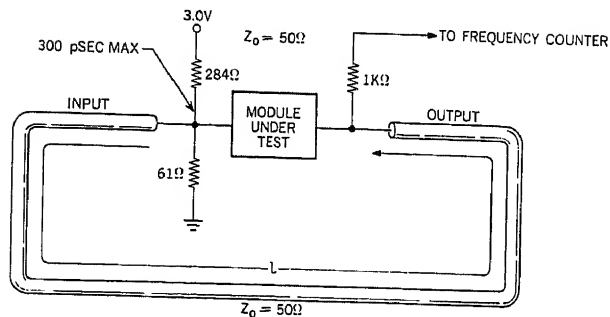 3.0V
Z₀ = 50Ω
TO FREQUENCY COUNTER
300 pSEC MAX
284Ω
1KΩ
INPUT
MODULE
UNDER
TEST
OUTPUT
61Ω
l
Z₀ = 50Ω